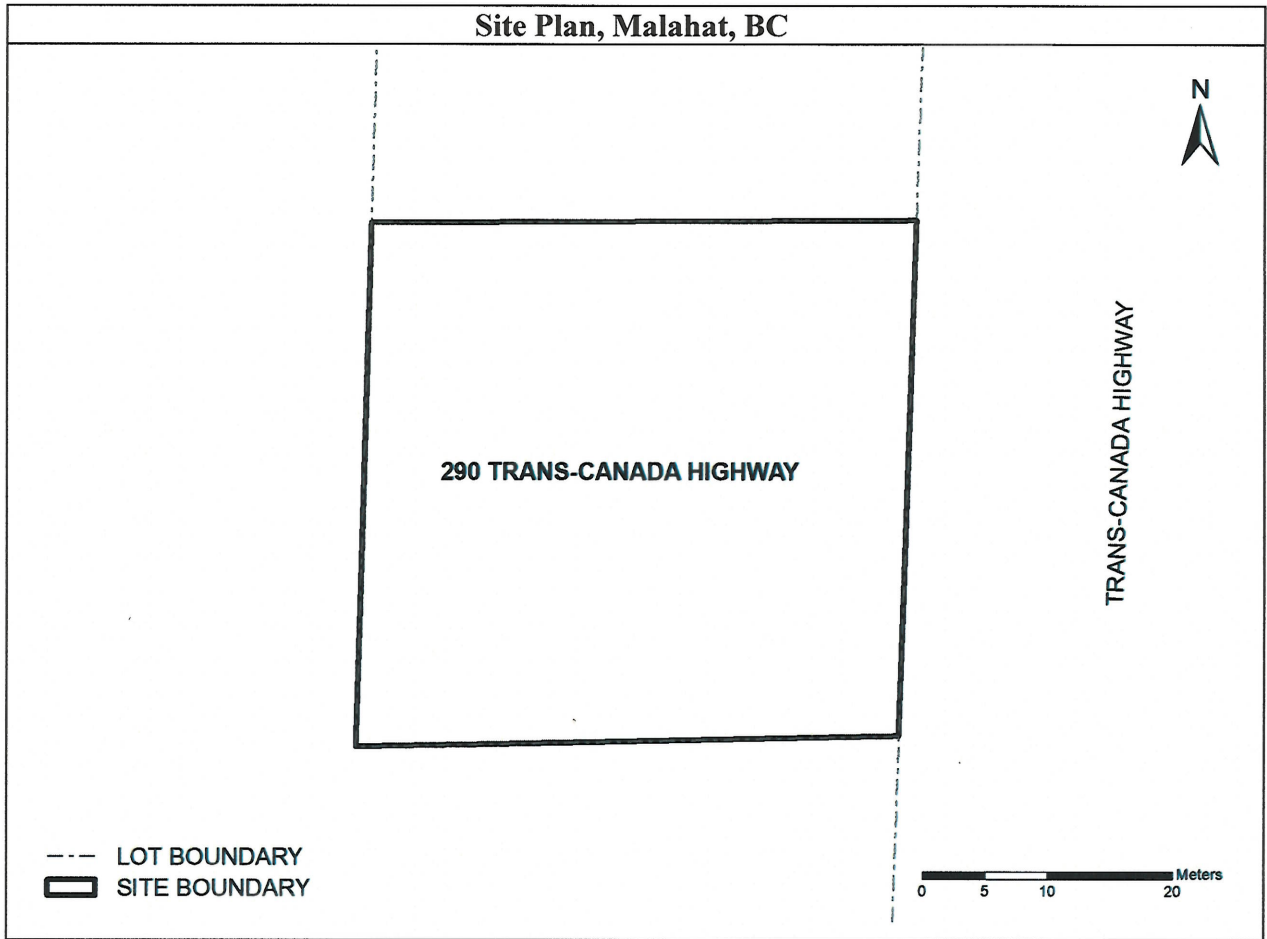 Site Plan, Malahat, BC
N
290 TRANS-CANADA HIGHWAY
TRANS-CANADA HIGHWAY
LOT BOUNDARY
SITE BOUNDARY
Meters
0 5 10 20